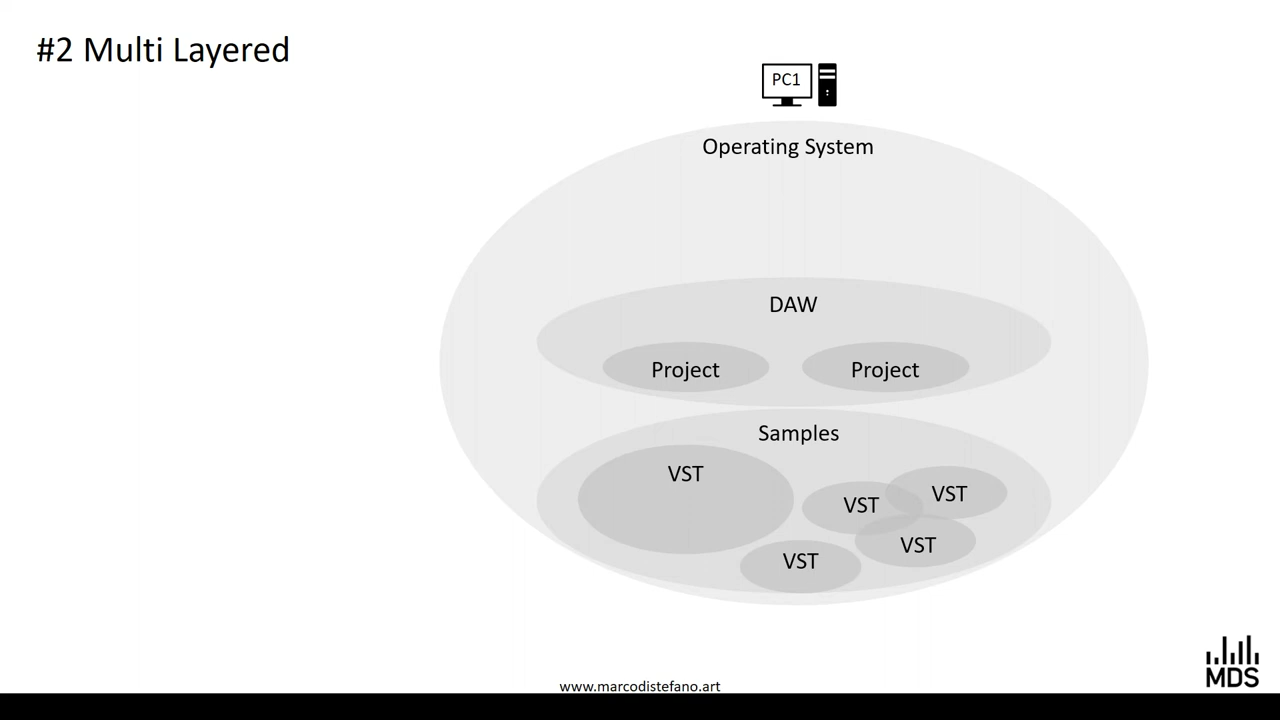 #2 Multi Layered
PC1
Operating System
DAW
Project Project
Samples
VST
VST
VST
VST
VST
www.marcodistefano.art
MDS